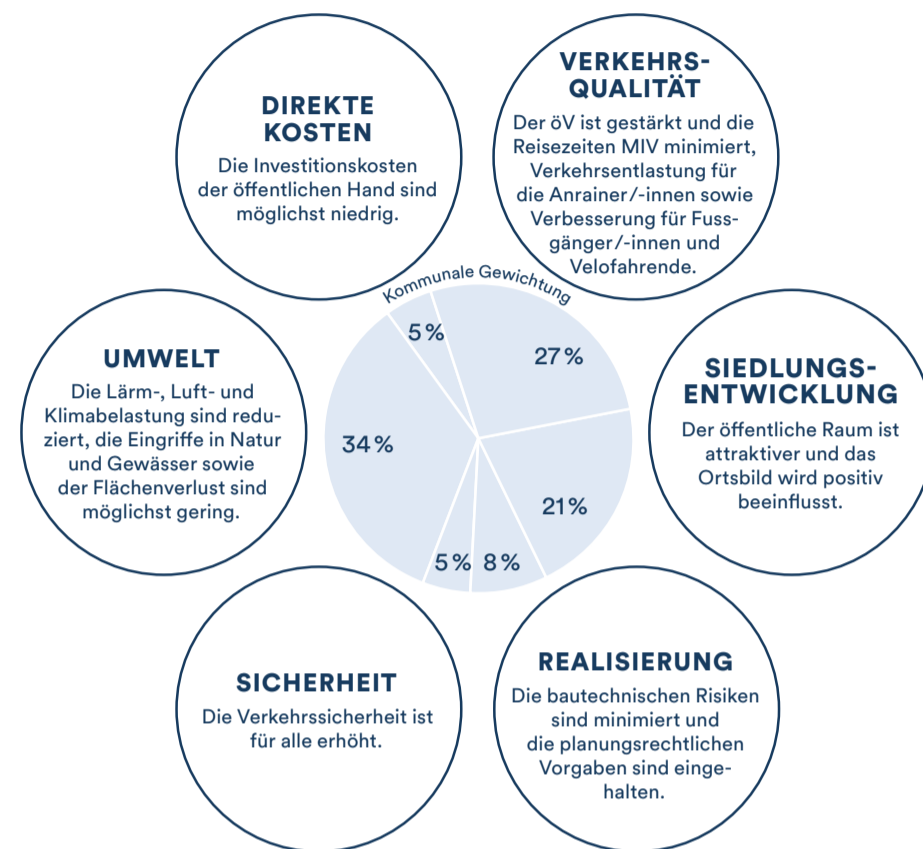 DIREKTE
KOSTEN
Die Investitionskosten
der öffentlichen Hand sind
möglichst niedrig.
VERKEHRS-
QUALITÄT
Der öV ist gestärkt und die
Reisezeiten MIV minimiert,
Verkehrsentlastung für
die Anrainer/-innen sowie
Verbesserung für Fuss-
gänger/-innen und
Velofahrende.
Kommunale Gewichtung
5%
27%
34%
21%
5%
8%
UMWELT
Die Lärm-, Luft- und
Klimabelastung sind redu-
ziert, die Eingriffe in Natur
und Gewässer sowie
der Flächenverlust sind
möglichst gering.
SIEDLUNGS-
ENTWICKLUNG
Der öffentliche Raum ist
attraktiver und das
Ortsbild wird positiv
beeinflusst.
SICHERHEIT
Die Verkehrssicherheit ist
für alle erhöht.
REALISIERUNG
Die bautechnischen Risiken
sind minimiert und
die planungsrechtlichen
Vorgaben sind einge-
halten.